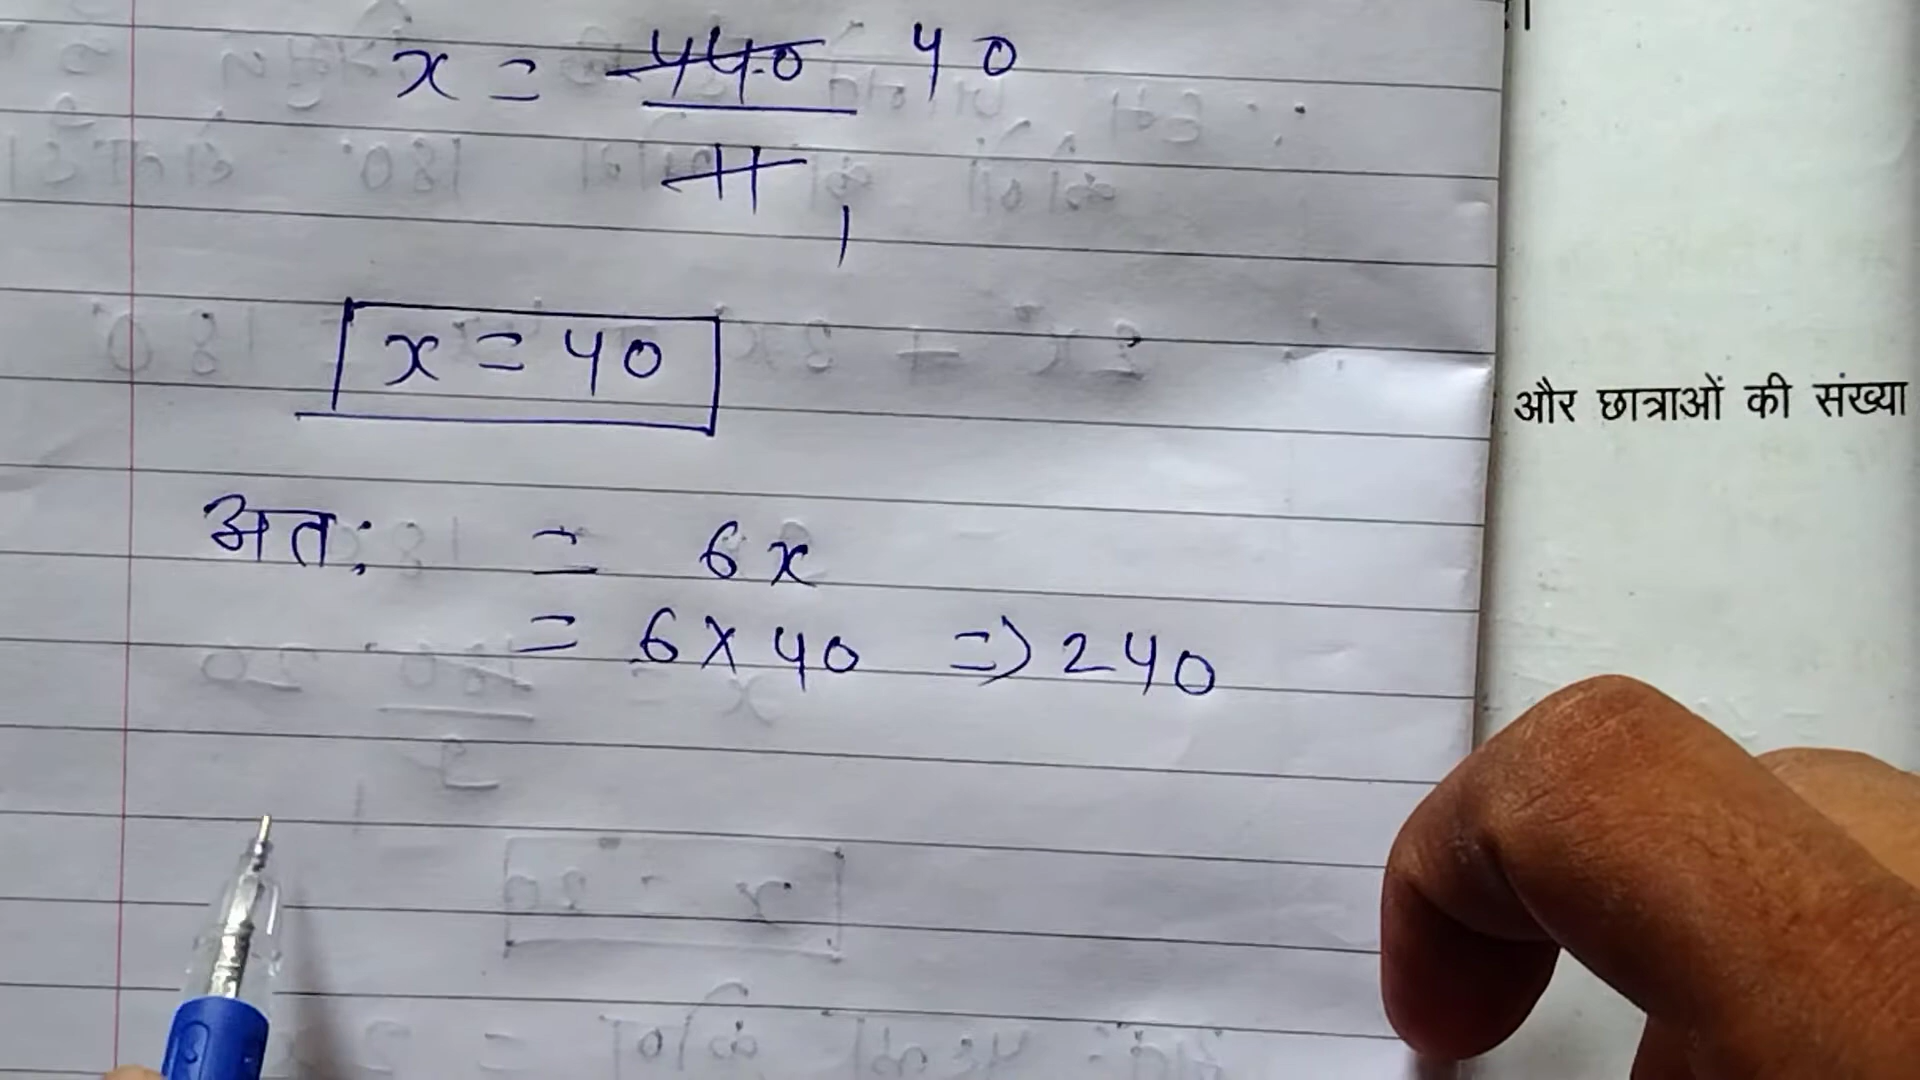 x = 440 40
11
1
x = 40
और छात्राओं की संख्या
अत: = 6x
= 6 x 40 => 240